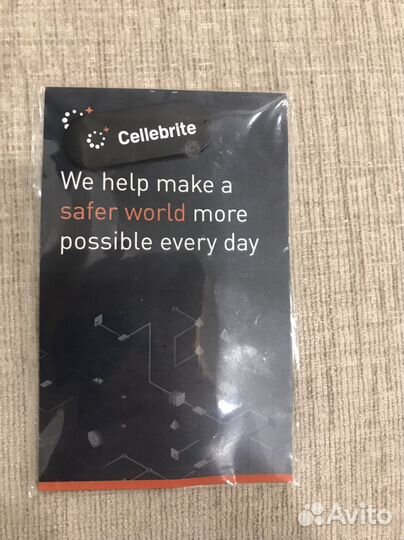 Cellebrite
We help make a
safer world more
possible every day
Avito